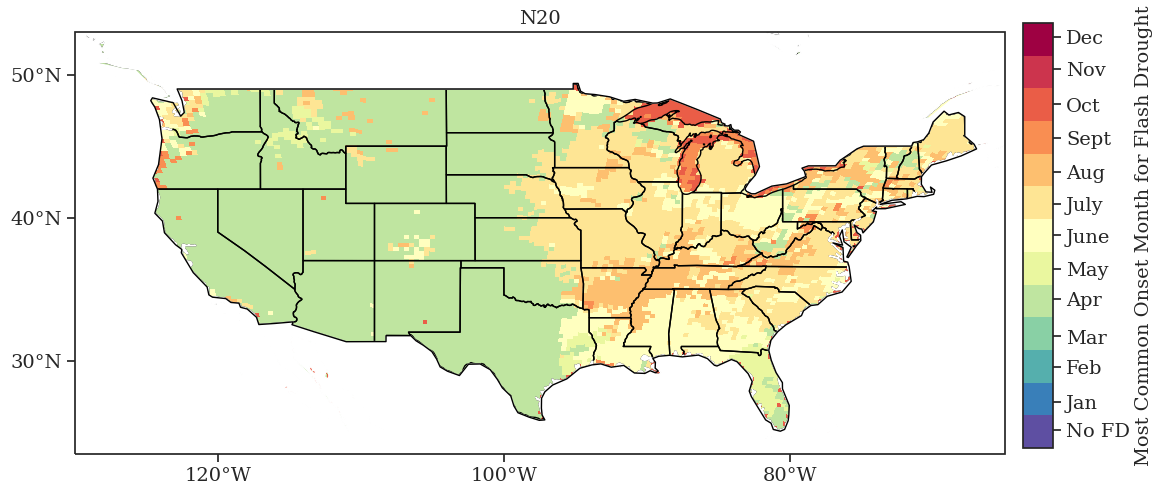 N20
50°N
40°N
30°N
120°W
100°W
80°W
Dec
Nov
Oct
Sept
Aug
July
June
May
Apr
Mar
Feb
Jan
No FD
Most Common Onset Month for Flash Drought